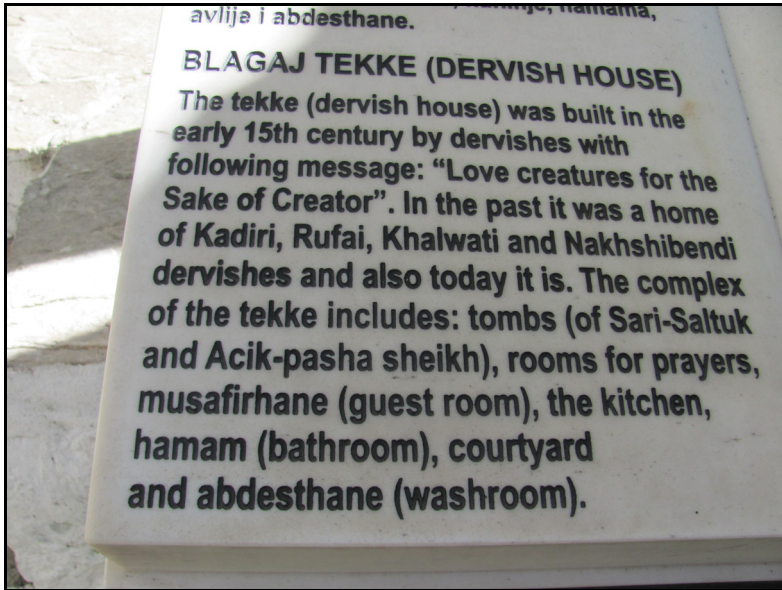 hamama,
avlije i abdesthane.
BLAGAJ TEKKE (DERVISH HOUSE)
The tekke (dervish house) was built in the
early 15th century by dervishes with
following message: “Love creatures for the
Sake of Creator”. In the past it was a home
of Kadiri, Rufai, Khalwati and Nakhshibendi
dervishes and also today it is. The complex
of the tekke includes: tombs (of Sari-Saltuk
and Acik-pasha sheikh), rooms for prayers,
musafirhane (guest room), the kitchen,
hamam (bathroom), courtyard
and abdesthane (washroom).